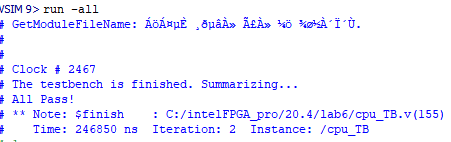 VSIM 9> run -all
# GetModuleFileName: ÁöÁ¤µÈ ¸ðµâÀ» Ã£À» ¼ö ¾ø½À´Ï´Ù.
#
#
# Clock # 2467
# The testbench is finished. Summarizing...
# All Pass!
# ** Note: $finish    : C:/intelFPGA_pro/20.4/lab6/cpu_TB.v(155)
#    Time: 246850 ns  Iteration: 2  Instance: /cpu_TB